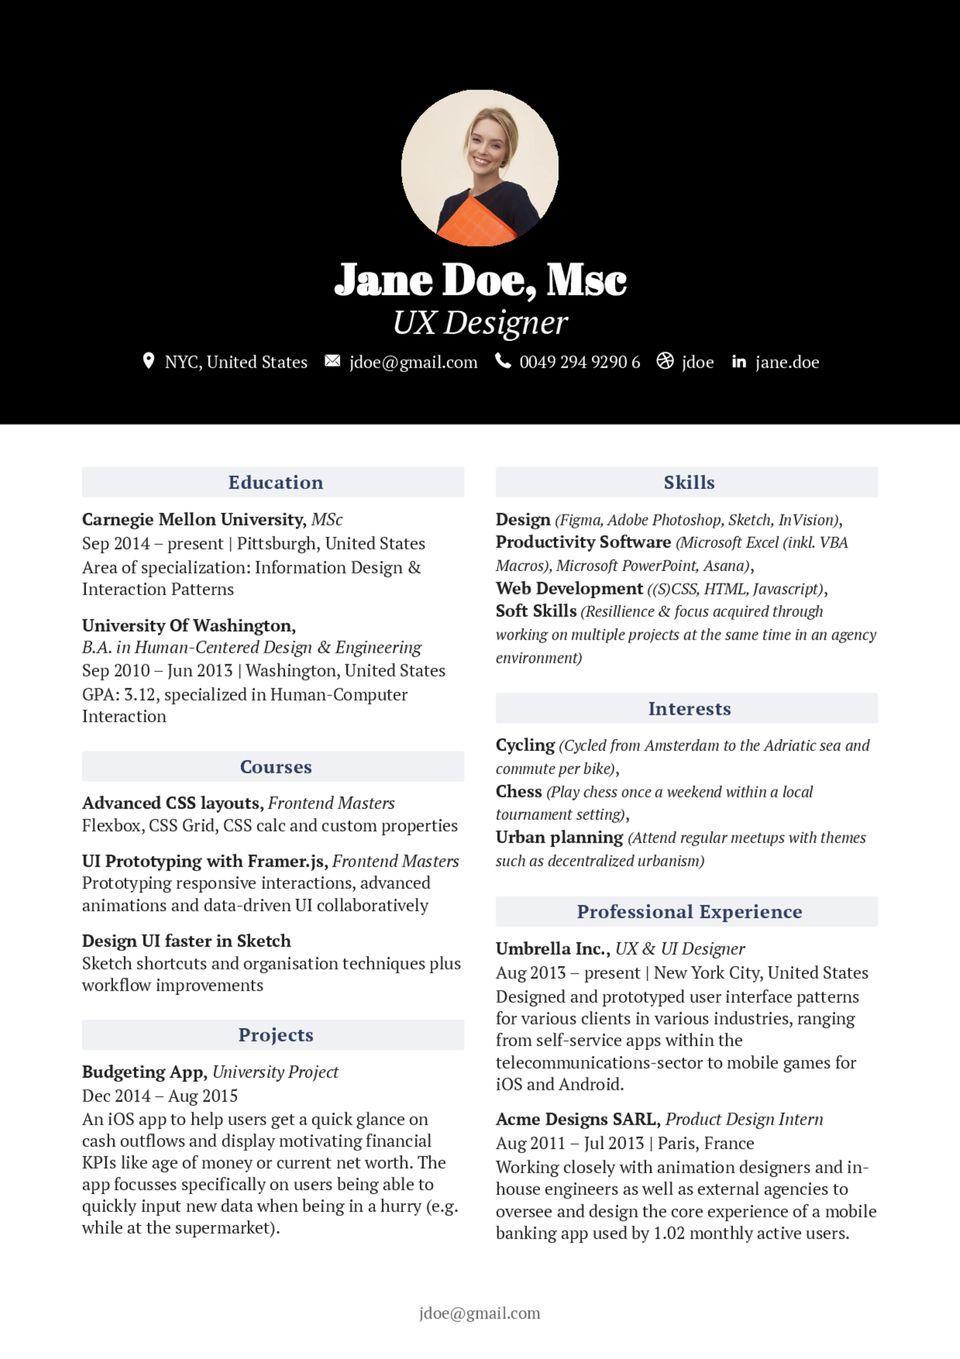 Jane Doe, Msc
UX Designer
NYC, United States jdoe@gmail.com 0049 294 9290 6 jdoe in jane.doe
Education
Carnegie Mellon University, MSc
Sep 2014 – present | Pittsburgh, United States
Area of specialization: Information Design &
Interaction Patterns
University Of Washington,
B.A. in Human-Centered Design & Engineering
Sep 2010 – Jun 2013 | Washington, United States
GPA: 3.12, specialized in Human-Computer
Interaction
Courses
Advanced CSS layouts, Frontend Masters
Flexbox, CSS Grid, CSS calc and custom properties
UI Prototyping with Framer.js, Frontend Masters
Prototyping responsive interactions, advanced
animations and data-driven UI collaboratively
Design UI faster in Sketch
Sketch shortcuts and organisation techniques plus
workflow improvements
Projects
Budgeting App, University Project
Dec 2014 – Aug 2015
An iOS app to help users get a quick glance on
cash outflows and display motivating financial
KPIs like age of money or current net worth. The
app focusses specifically on users being able to
quickly input new data when being in a hurry (e.g.
while at the supermarket).
Skills
Design (Figma, Adobe Photoshop, Sketch, InVision),
Productivity Software (Microsoft Excel (inkl. VBA
Macros), Microsoft PowerPoint, Asana),
Web Development ((S)CSS, HTML, Javascript),
Soft Skills (Resillience & focus acquired through
working on multiple projects at the same time in an agency
environment)
Interests
Cycling (Cycled from Amsterdam to the Adriatic sea and
commute per bike),
Chess (Play chess once a weekend within a local
tournament setting),
Urban planning (Attend regular meetups with themes
such as decentralized urbanism)
Professional Experience
Umbrella Inc., UX & UI Designer
Aug 2013 – present | New York City, United States
Designed and prototyped user interface patterns
for various clients in various industries, ranging
from self-service apps within the
telecommunications-sector to mobile games for
iOS and Android.
Acme Designs SARL, Product Design Intern
Aug 2011 – Jul 2013 | Paris, France
Working closely with animation designers and in-
house engineers as well as external agencies to
oversee and design the core experience of a mobile
banking app used by 1.02 monthly active users.
jdoe@gmail.com